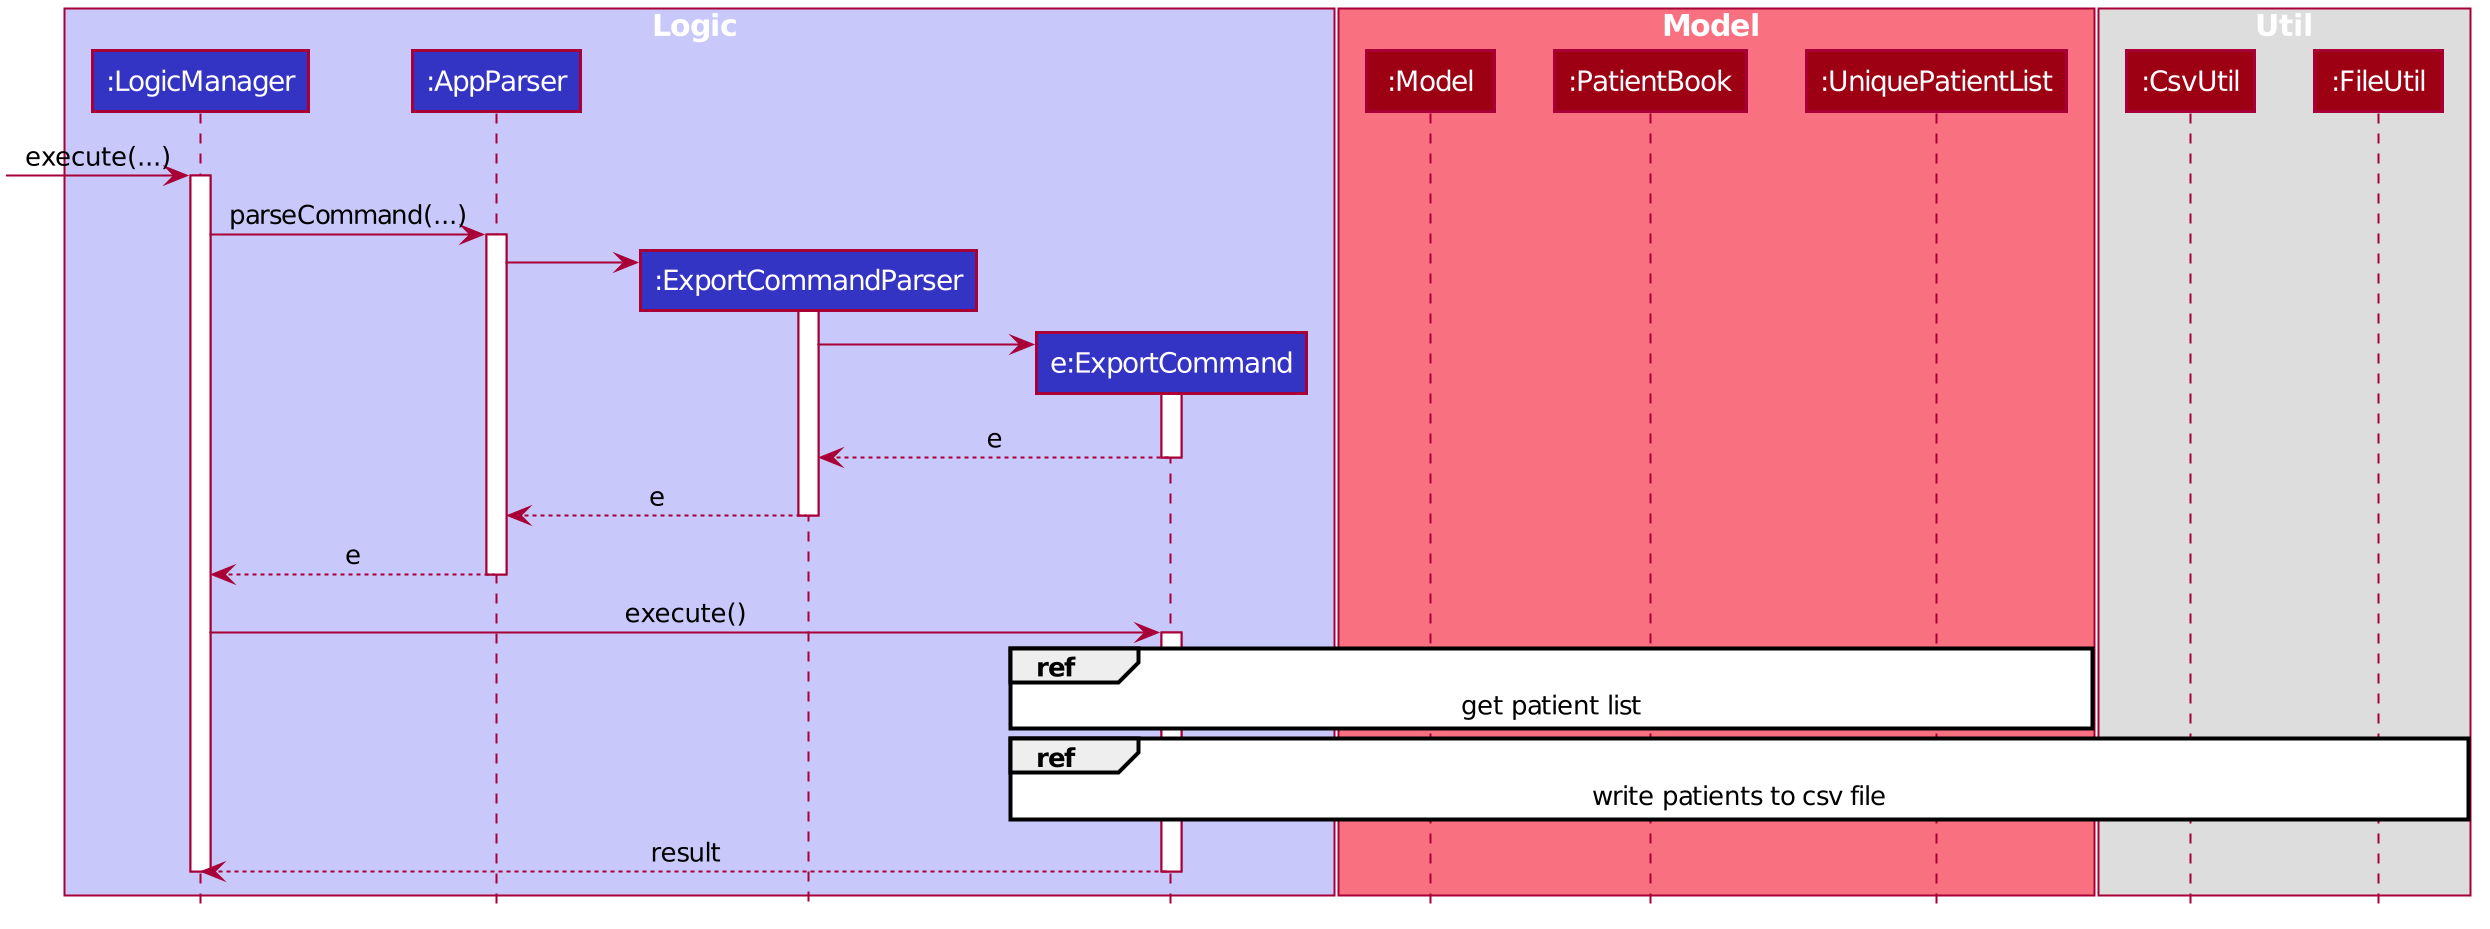 Logic
Model
Util
:LogicManager
:AppParser
:Model
:PatientBook
:UniquePatientList
:CsvUtil
:FileUtil
execute(...)
parseCommand(...)
:ExportCommandParser
e:ExportCommand
e
e
e
execute()
ref
get patient list
ref
write patients to csv file
result